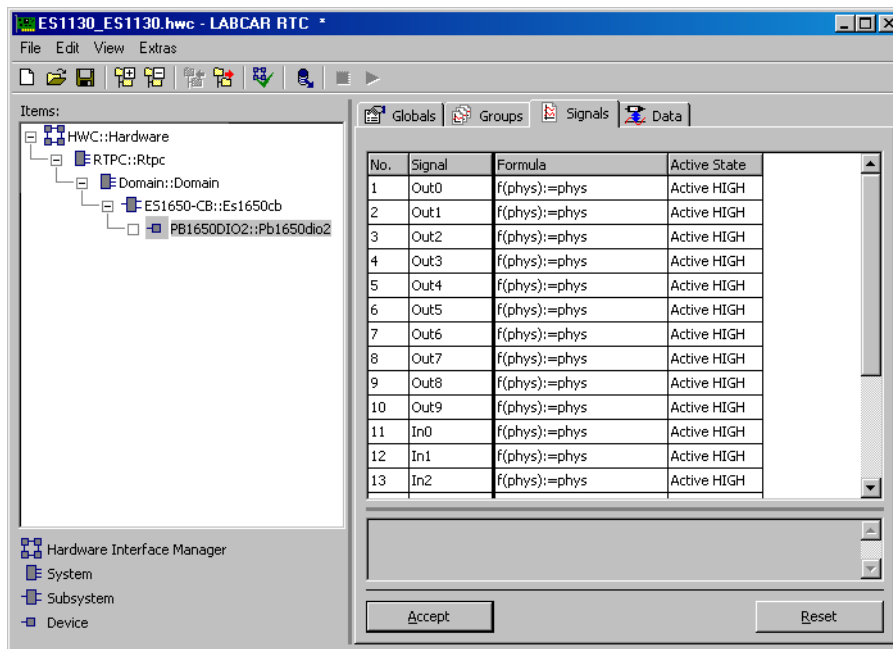 ES1130_ES1130.hwc - LABCAR RTC *
File Edit View Extras
Items:
HWC::Hardware
RTPC::Rtpc
Domain::Domain
ES1650-CB::Es1650cb
PB1650DIO2::Pb1650dio2
Hardware Interface Manager
System
Subsystem
Device
Globals Groups Signals Data
No. Signal Formula Active State
1 Out0 f(phys):=phys Active HIGH
2 Out1 f(phys):=phys Active HIGH
3 Out2 f(phys):=phys Active HIGH
4 Out3 f(phys):=phys Active HIGH
5 Out4 f(phys):=phys Active HIGH
6 Out5 f(phys):=phys Active HIGH
7 Out6 f(phys):=phys Active HIGH
8 Out7 f(phys):=phys Active HIGH
9 Out8 f(phys):=phys Active HIGH
10 Out9 f(phys):=phys Active HIGH
11 In0 f(phys):=phys Active HIGH
12 In1 f(phys):=phys Active HIGH
13 In2 f(phys):=phys Active HIGH
Accept Reset